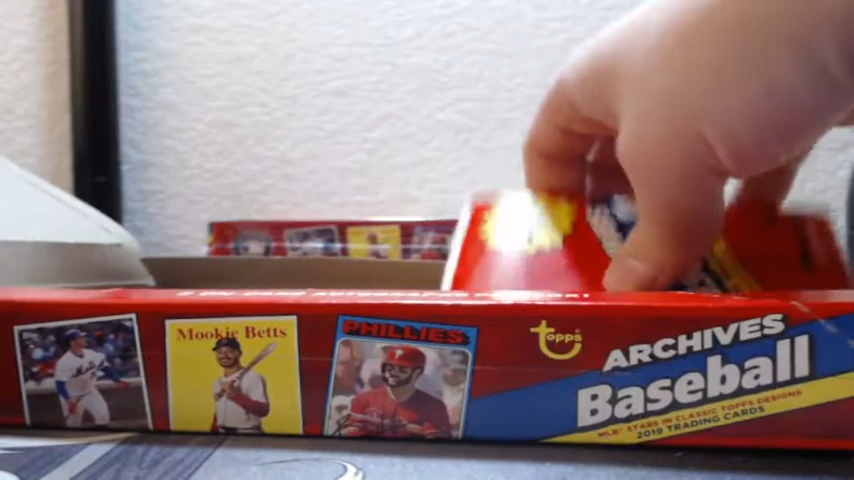 Mookie Betts
PHILLIES
topps
ARCHIVES
Baseball
MLB® STARS IN CLASSIC TOPPS DESIGNS
2019 TRADING CARDS